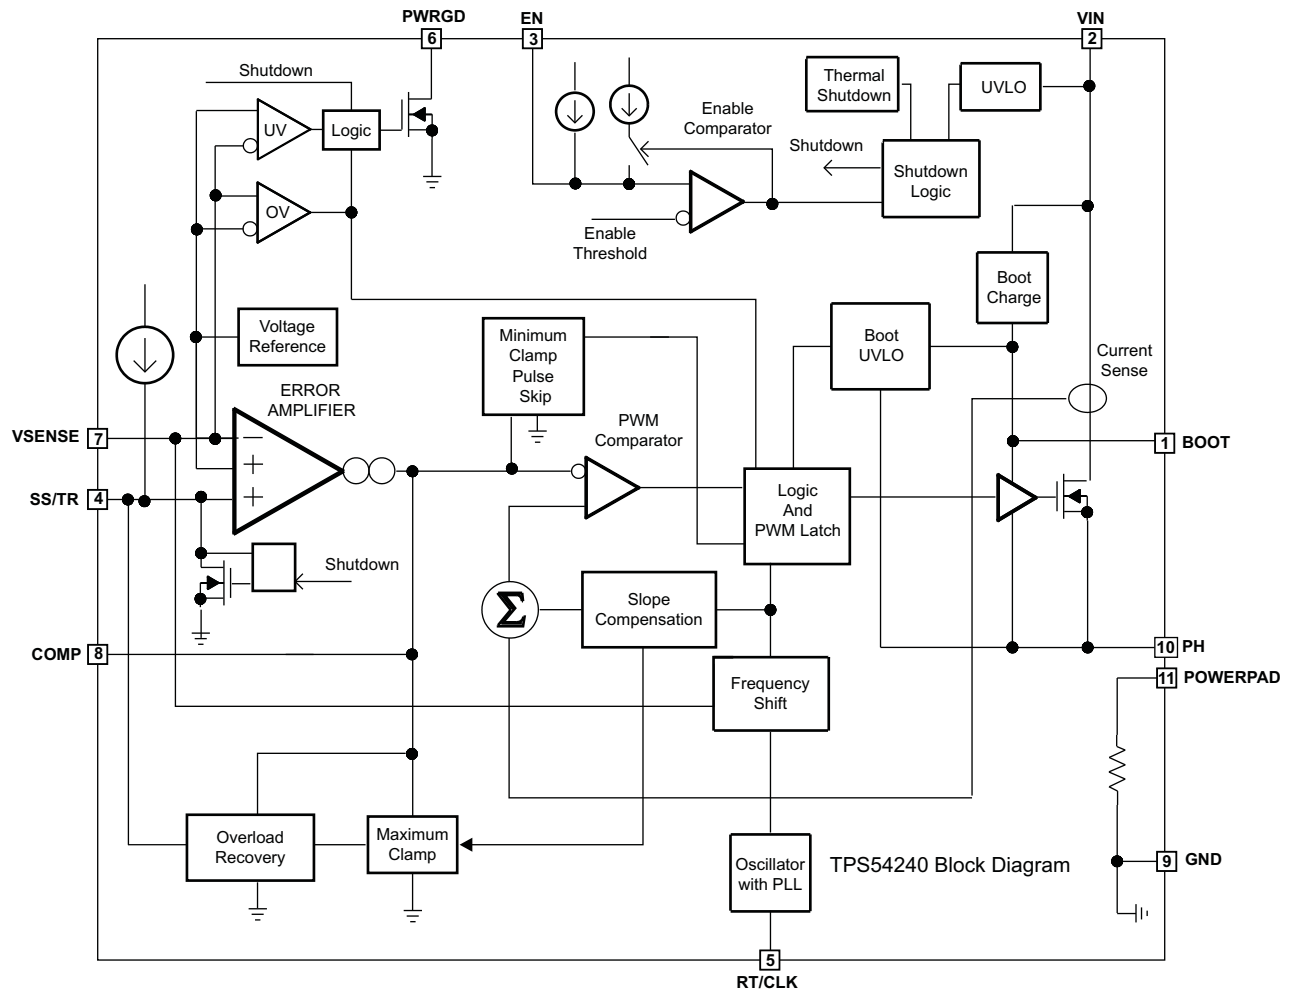 PWRGD
EN
VIN
6
3
2
Shutdown
Thermal
Shutdown
UVLO
UV
Logic
Enable
Comparator
Shutdown
Shutdown
Logic
OV
Enable
Threshold
Boot
Charge
Voltage
Reference
Minimum
Clamp
Pulse
Skip
Boot
UVLO
Current
Sense
ERROR
AMPLIFIER
PWM
Comparator
VSENSE 7
−
+
+
1 BOOT
SS/TR 4
Logic
And
PWM Latch
Shutdown
Σ
Slope
Compensation
COMP 8
10 PH
11 POWERPAD
Frequency
Shift
Overload
Recovery
Maximum
Clamp
Oscillator
with PLL
TPS54240 Block Diagram
9 GND
5
RT/CLK